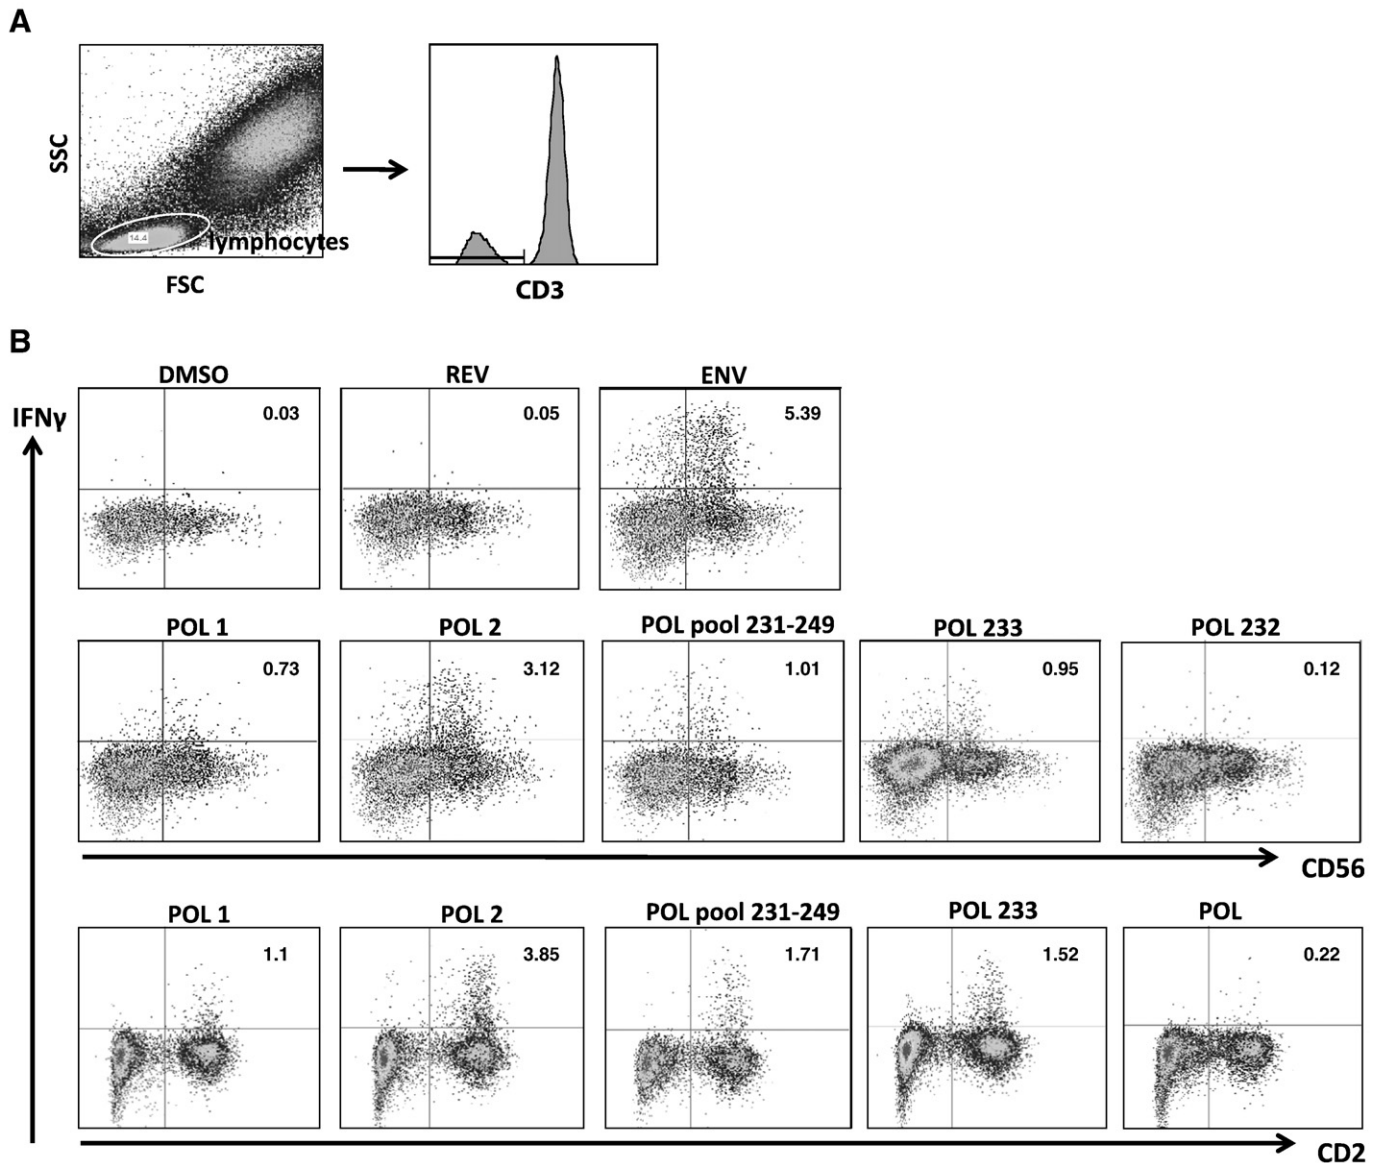 A
SSC
14.4
lymphocytes
FSC
CD3
B
IFNγ
DMSO REV ENV
0.03 0.05 5.39
POL 1 POL 2 POL pool 231-249 POL 233 POL 232
0.73 3.12 1.01 0.95 0.12
CD56
POL 1 POL 2 POL pool 231-249 POL 233 POL
1.1 3.85 1.71 1.52 0.22
CD2